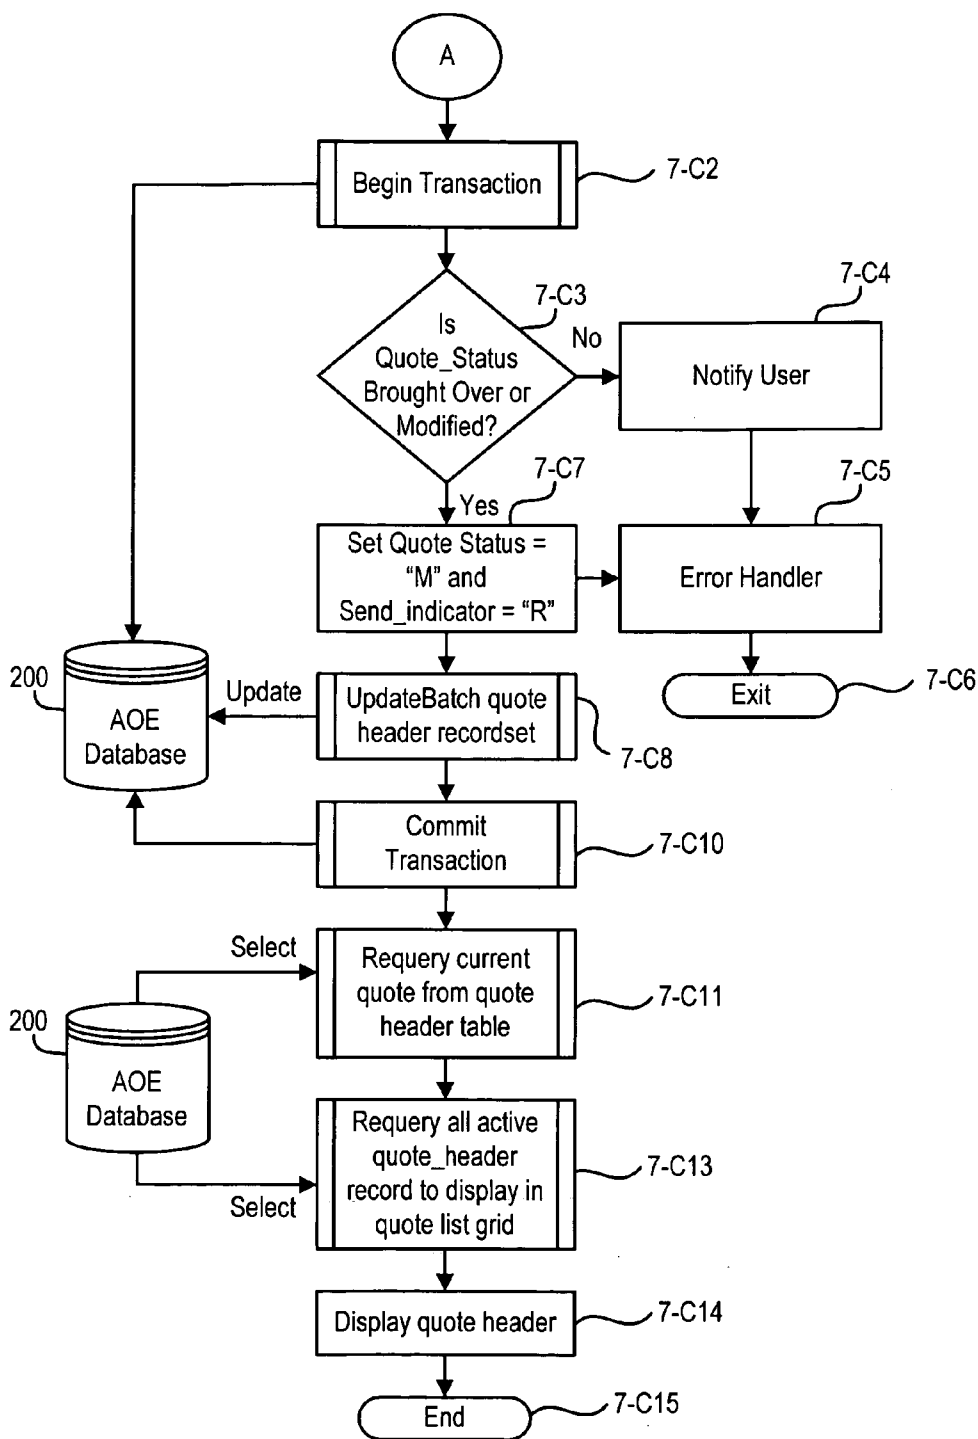 A
Begin Transaction
7-C2
7-C3
Is
Quote_Status
Brought Over or
Modified?
No
7-C4
Notify User
Yes
7-C7
Set Quote Status =
“M” and
Send_indicator = “R”
7-C5
Error Handler
Exit
7-C6
200
AOE
Database
Update
UpdateBatch quote
header recordset
7-C8
Commit
Transaction
7-C10
Select
Requery current
quote from quote
header table
7-C11
200
AOE
Database
Select
Requery all active
quote_header
record to display in
quote list grid
7-C13
Display quote header
7-C14
End
7-C15